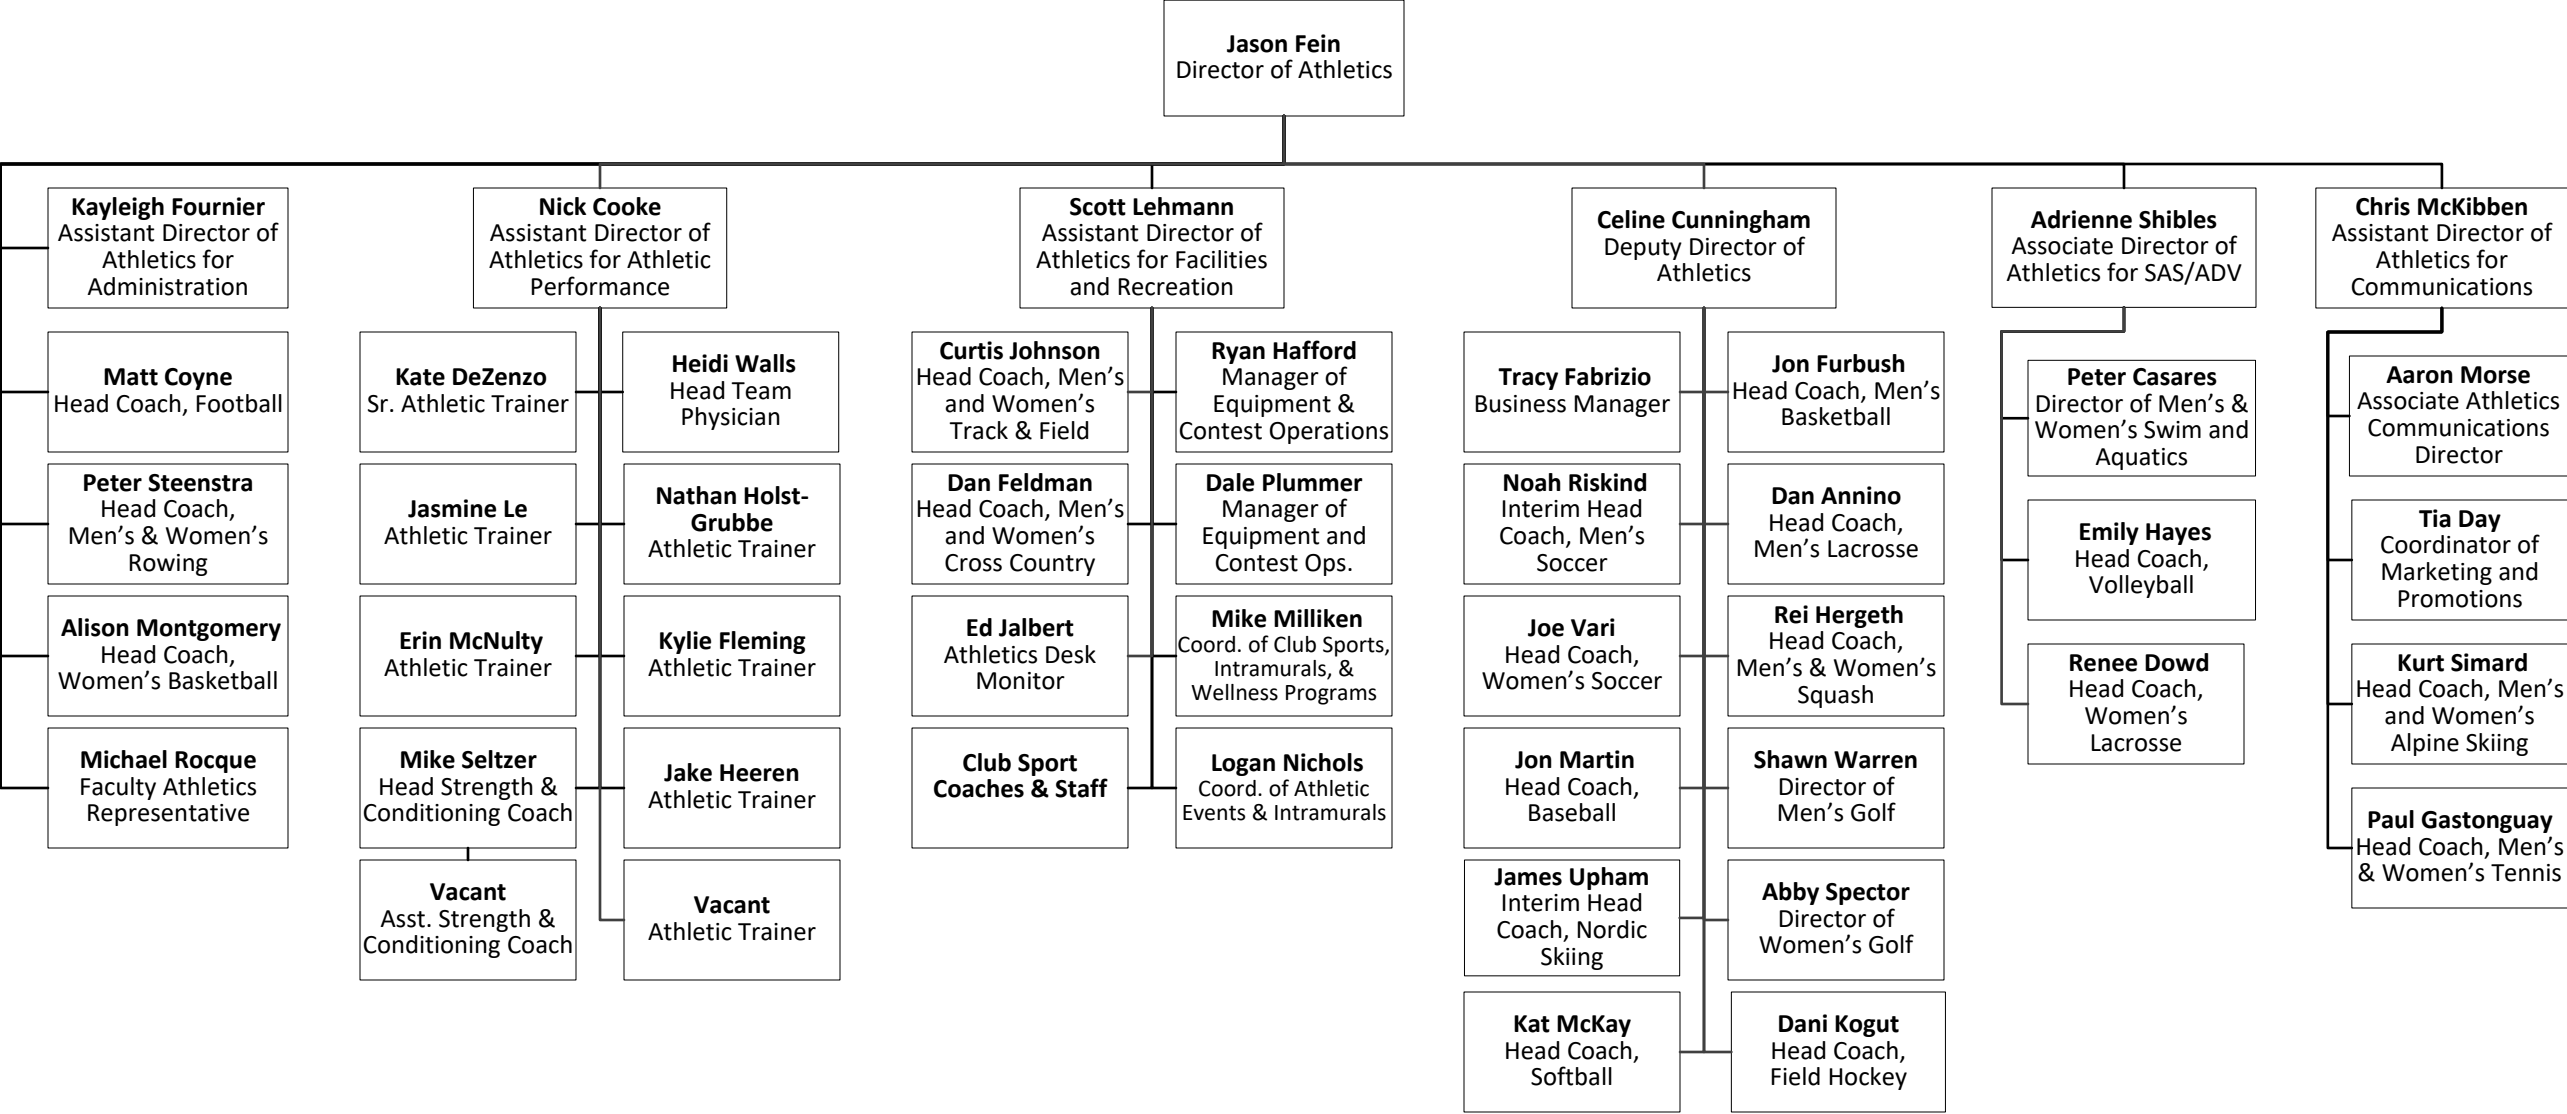 Jason Fein
Director of Athletics
Kayleigh Fournier
Assistant Director of
Athletics for
Administration
Matt Coyne
Head Coach, Football
Peter Steenstra
Head Coach,
Men’s & Women’s
Rowing
Alison Montgomery
Head Coach,
Women’s Basketball
Michael Rocque
Faculty Athletics
Representative
Nick Cooke
Assistant Director of
Athletics for Athletic
Performance
Kate DeZenzo
Sr. Athletic Trainer
Heidi Walls
Head Team
Physician
Jasmine Le
Athletic Trainer
Nathan Holst-
Grubbe
Athletic Trainer
Erin McNulty
Athletic Trainer
Kylie Fleming
Athletic Trainer
Mike Seltzer
Head Strength &
Conditioning Coach
Jake Heeren
Athletic Trainer
Vacant
Asst. Strength &
Conditioning Coach
Vacant
Athletic Trainer
Scott Lehmann
Assistant Director of
Athletics for Facilities
and Recreation
Curtis Johnson
Head Coach, Men’s
and Women’s
Track & Field
Ryan Hafford
Manager of
Equipment &
Contest Operations
Dan Feldman
Head Coach, Men’s
and Women’s
Cross Country
Dale Plummer
Manager of
Equipment and
Contest Ops.
Ed Jalbert
Athletics Desk
Monitor
Mike Milliken
Coord. of Club Sports,
Intramurals, &
Wellness Programs
Club Sport
Coaches & Staff
Logan Nichols
Coord. of Athletic
Events & Intramurals
Celine Cunningham
Deputy Director of
Athletics
Tracy Fabrizio
Business Manager
Jon Furbush
Head Coach, Men’s
Basketball
Noah Riskind
Interim Head
Coach, Men’s
Soccer
Dan Annino
Head Coach,
Men’s Lacrosse
Joe Vari
Head Coach,
Women’s Soccer
Rei Hergeth
Head Coach,
Men’s & Women’s
Squash
Jon Martin
Head Coach,
Baseball
Shawn Warren
Director of
Men’s Golf
James Upham
Interim Head
Coach, Nordic
Skiing
Abby Spector
Director of
Women’s Golf
Kat McKay
Head Coach,
Softball
Dani Kogut
Head Coach,
Field Hockey
Adrienne Shibles
Associate Director of
Athletics for SAS/ADV
Peter Casares
Director of Men’s &
Women’s Swim and
Aquatics
Emily Hayes
Head Coach,
Volleyball
Renee Dowd
Head Coach,
Women’s
Lacrosse
Chris McKibben
Assistant Director of
Athletics for
Communications
Aaron Morse
Associate Athletics
Communications
Director
Tia Day
Coordinator of
Marketing and
Promotions
Kurt Simard
Head Coach, Men’s
and Women’s
Alpine Skiing
Paul Gastonguay
Head Coach, Men’s
& Women’s Tennis